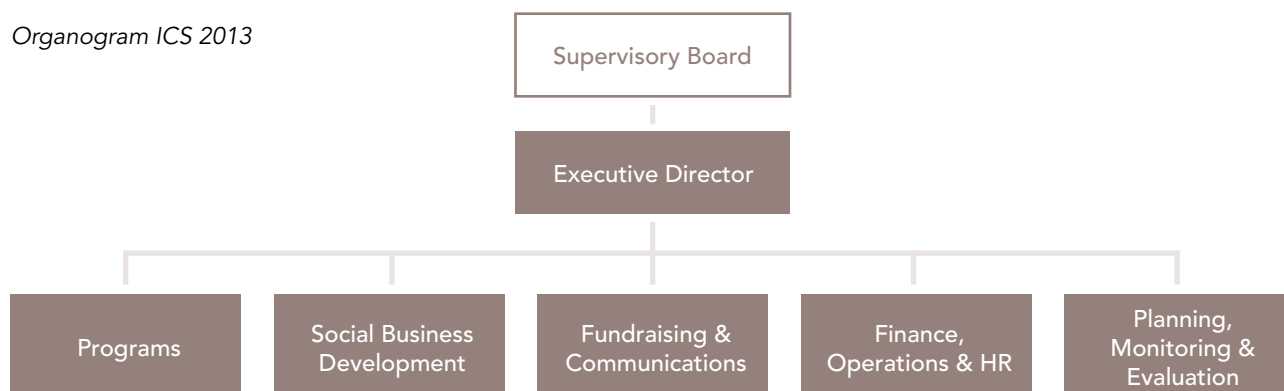 Organogram ICS 2013
Supervisory Board
Executive Director
Programs
Social Business
Development
Fundraising &
Communications
Finance,
Operations & HR
Planning,
Monitoring &
Evaluation